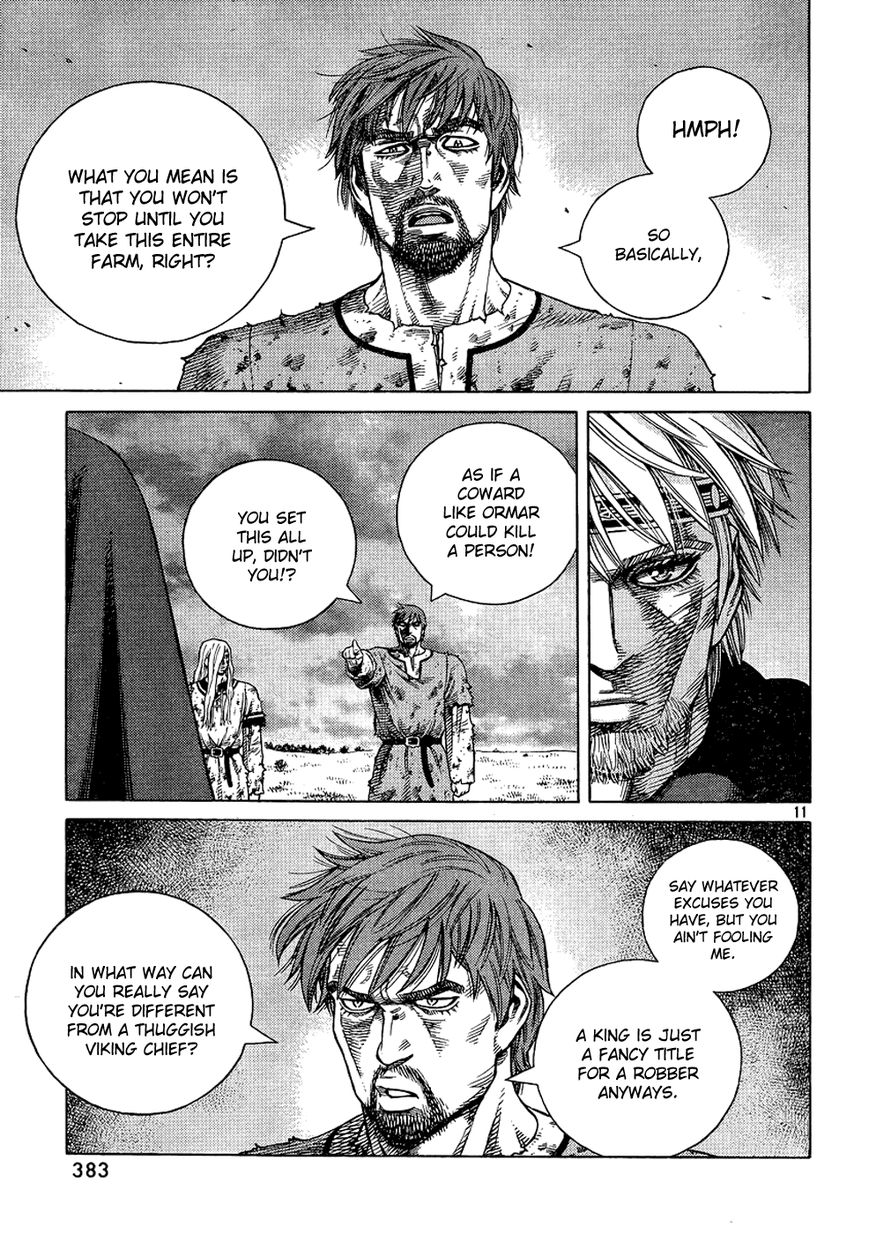 HMPH!
SO
BASICALLY,
WHAT YOU MEAN IS
THAT YOU WON'T
STOP UNTIL YOU
TAKE THIS ENTIRE
FARM, RIGHT?
AS IF A
COWARD
LIKE ORMAR
COULD KILL
A PERSON!
YOU SET
THIS ALL
UP, DIDN'T
YOU!?
11
SAY WHATEVER
EXCUSES YOU
HAVE, BUT YOU
AIN'T FOOLING
ME.
A KING IS JUST
A FANCY TITLE
FOR A ROBBER
ANYWAYS.
IN WHAT WAY CAN
YOU REALLY SAY
YOU'RE DIFFERENT
FROM A THUGGISH
VIKING CHIEF?
383